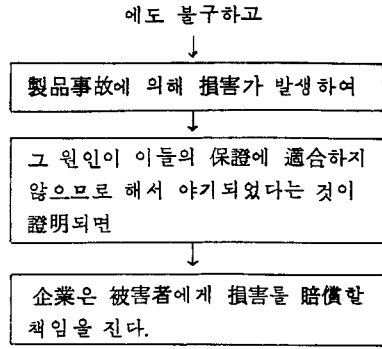 에도 불구하고
製品事故에 의해 損害가 발생하여
그 원인이 이들의 保證에 適合하지
않으므로 해서 야기되었다는 것이
證明되면
企業은 被害者에게 損害를 賠償할
책임을 진다.